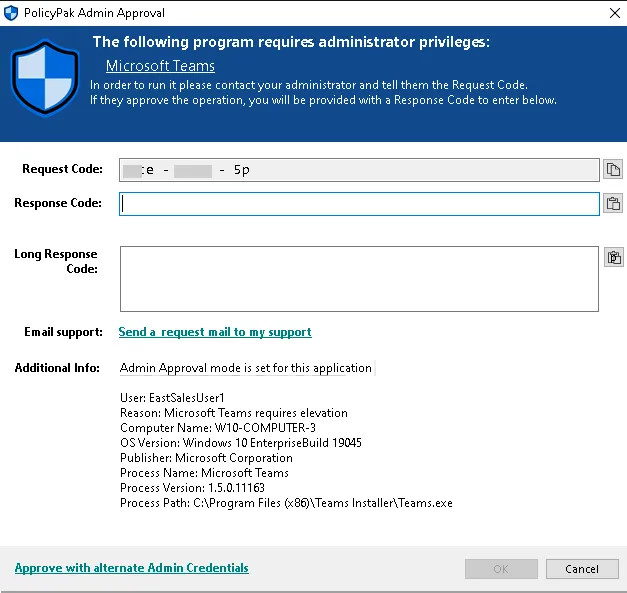 PolicyPak Admin Approval
The following program requires administrator privileges:
Microsoft Teams
In order to run it please contact your administrator and tell them the Request Code.
If they approve the operation, you will be provided with a Response Code to enter below.
Request Code: te - - 5p
Response Code:
Long Response
Code:
Email support: Send a request mail to my support
Additional Info: Admin Approval mode is set for this application
User: EastSalesUser1
Reason: Microsoft Teams requires elevation
Computer Name: W10-COMPUTER-3
OS Version: Windows 10 EnterpriseBuild 19045
Publisher: Microsoft Corporation
Process Name: Microsoft Teams
Process Version: 1.5.0.11163
Process Path: C:\Program Files (x86)\Teams Installer\Teams.exe
Approve with alternate Admin Credentials OK Cancel